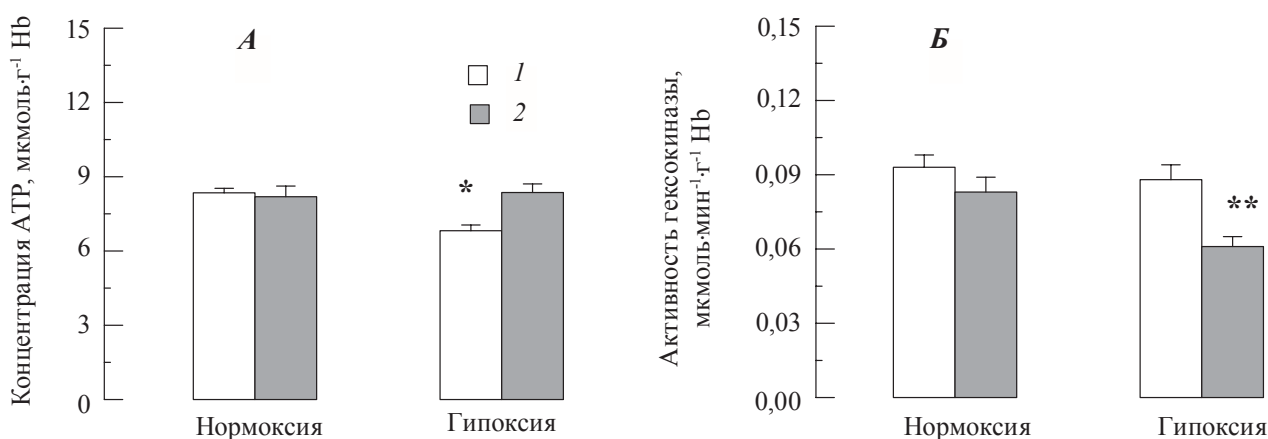 Концентрация АТР, мкмоль·г⁻¹ Hb
15
12
9
6
3
0
А
1
2
*
Нормоксия
Гипоксия
Активность гексокиназы,
мкмоль·мин⁻¹·г⁻¹ Hb
0,15
0,12
0,09
0,06
0,03
0,00
Б
**
Нормоксия
Гипоксия